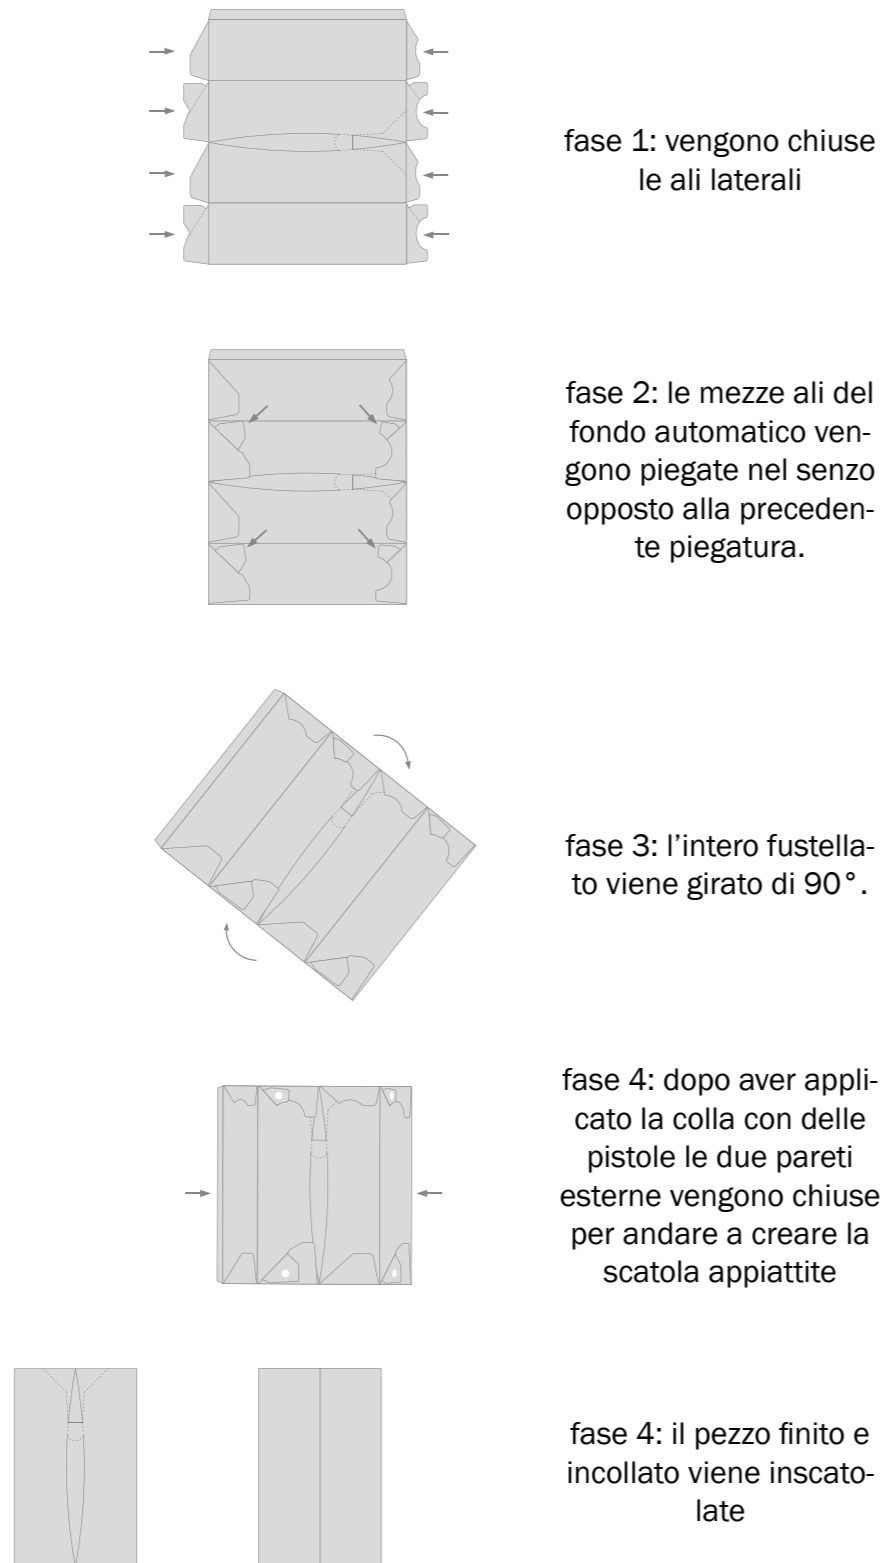 fase 1: vengono chiuse
le ali laterali
fase 2: le mezze ali del
fondo automatico ven-
gono piegate nel senzo
opposto alla preceden-
te piegatura.
fase 3: l’intero fustella-
to viene girato di 90°.
fase 4: dopo aver appli-
cato la colla con delle
pistole le due pareti
esterne vengono chiuse
per andare a creare la
scatola appiattite
fase 4: il pezzo finito e
incollato viene inscato-
late